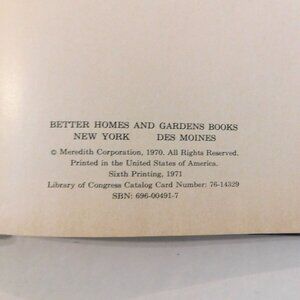 BETTER HOMES AND GARDENS BOOKS
NEW YORK DES MOINES
© Meredith Corporation, 1970. All Rights Reserved.
Printed in the United States of America.
Sixth Printing, 1971
Library of Congress Catalog Card Number: 76-14329
SBN: 696-00491-7